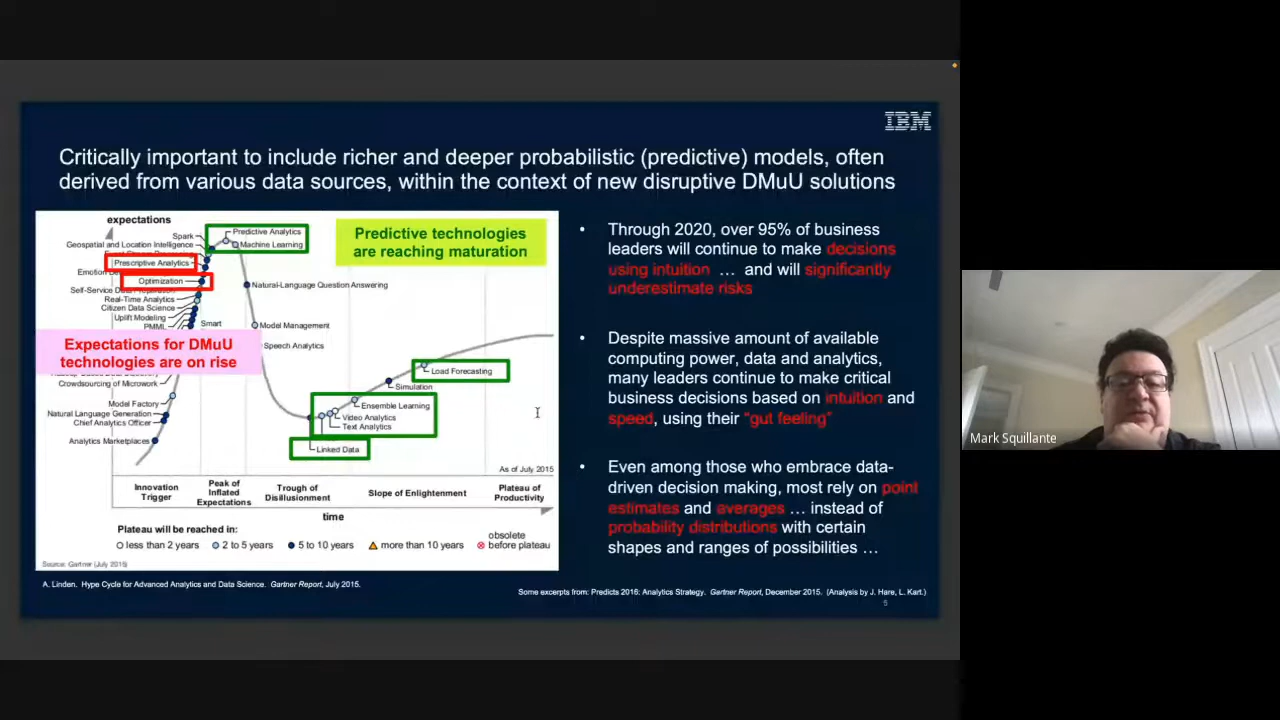 IBM
Critically important to include richer and deeper probabilistic (predictive) models, often
derived from various data sources, within the context of new disruptive DMuU solutions
expectations
Predictive technologies
are reaching maturation
Predictive Analytics
Machine Learning
Spark
Geospatial and Location Intelligence
Prescriptive Analytics
Optimization
Real-Time Analytics
Citizen Data Science
Uplift Modeling
PMML
Smart
Natural-Language Question Answering
Model Management
Speech Analytics
Expectations for DMuU
technologies are on rise
Load Forecasting
Simulation
Crowdsourcing of Microwork
Model Factory
Ensemble Learning
Natural Language Generation
Video Analytics
Chief Analytics Officer
Text Analytics
Analytics Marketplaces
Linked Data
As of July 2015
Innovation
Trigger
Peak of
Inflated
Expectations
Trough of
Disillusionment
Slope of Enlightenment
Plateau of
Productivity
time
Plateau will be reached in:
less than 2 years
2 to 5 years
5 to 10 years
more than 10 years
obsolete
before plateau
Source: Gartner (July 2015)
A. Linden. Hype Cycle for Advanced Analytics and Data Science. Gartner Report, July 2015.
• Through 2020, over 95% of business
leaders will continue to make decisions
using intuition … and will significantly
underestimate risks
• Despite massive amount of available
computing power, data and analytics,
many leaders continue to make critical
business decisions based on intuition and
speed, using their “gut feeling”
• Even among those who embrace data-
driven decision making, most rely on point
estimates and averages … instead of
probability distributions with certain
shapes and ranges of possibilities …
Some excerpts from: Predicts 2016: Analytics Strategy. Gartner Report, December 2015. (Analysis by J. Hare, L. Kart.)
5
Mark Squillante